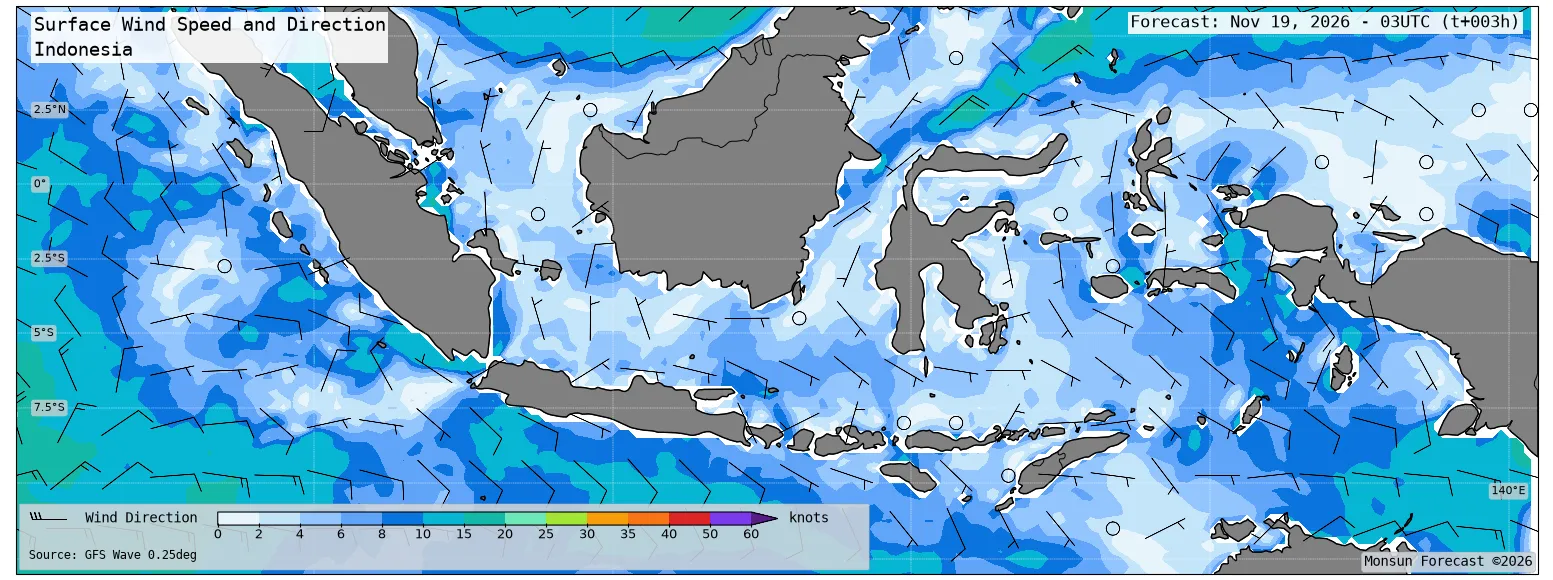 Surface Wind Speed and Direction
Indonesia
Forecast: Nov 19, 2026 - 03UTC (t+003h)
2.5°N
0°
2.5°S
5°S
7.5°S
140°E
Wind Direction
0 2 4 6 8 10 15 20 25 30 35 40 50 60
knots
Source: GFS Wave 0.25deg
Monsun Forecast ©2026